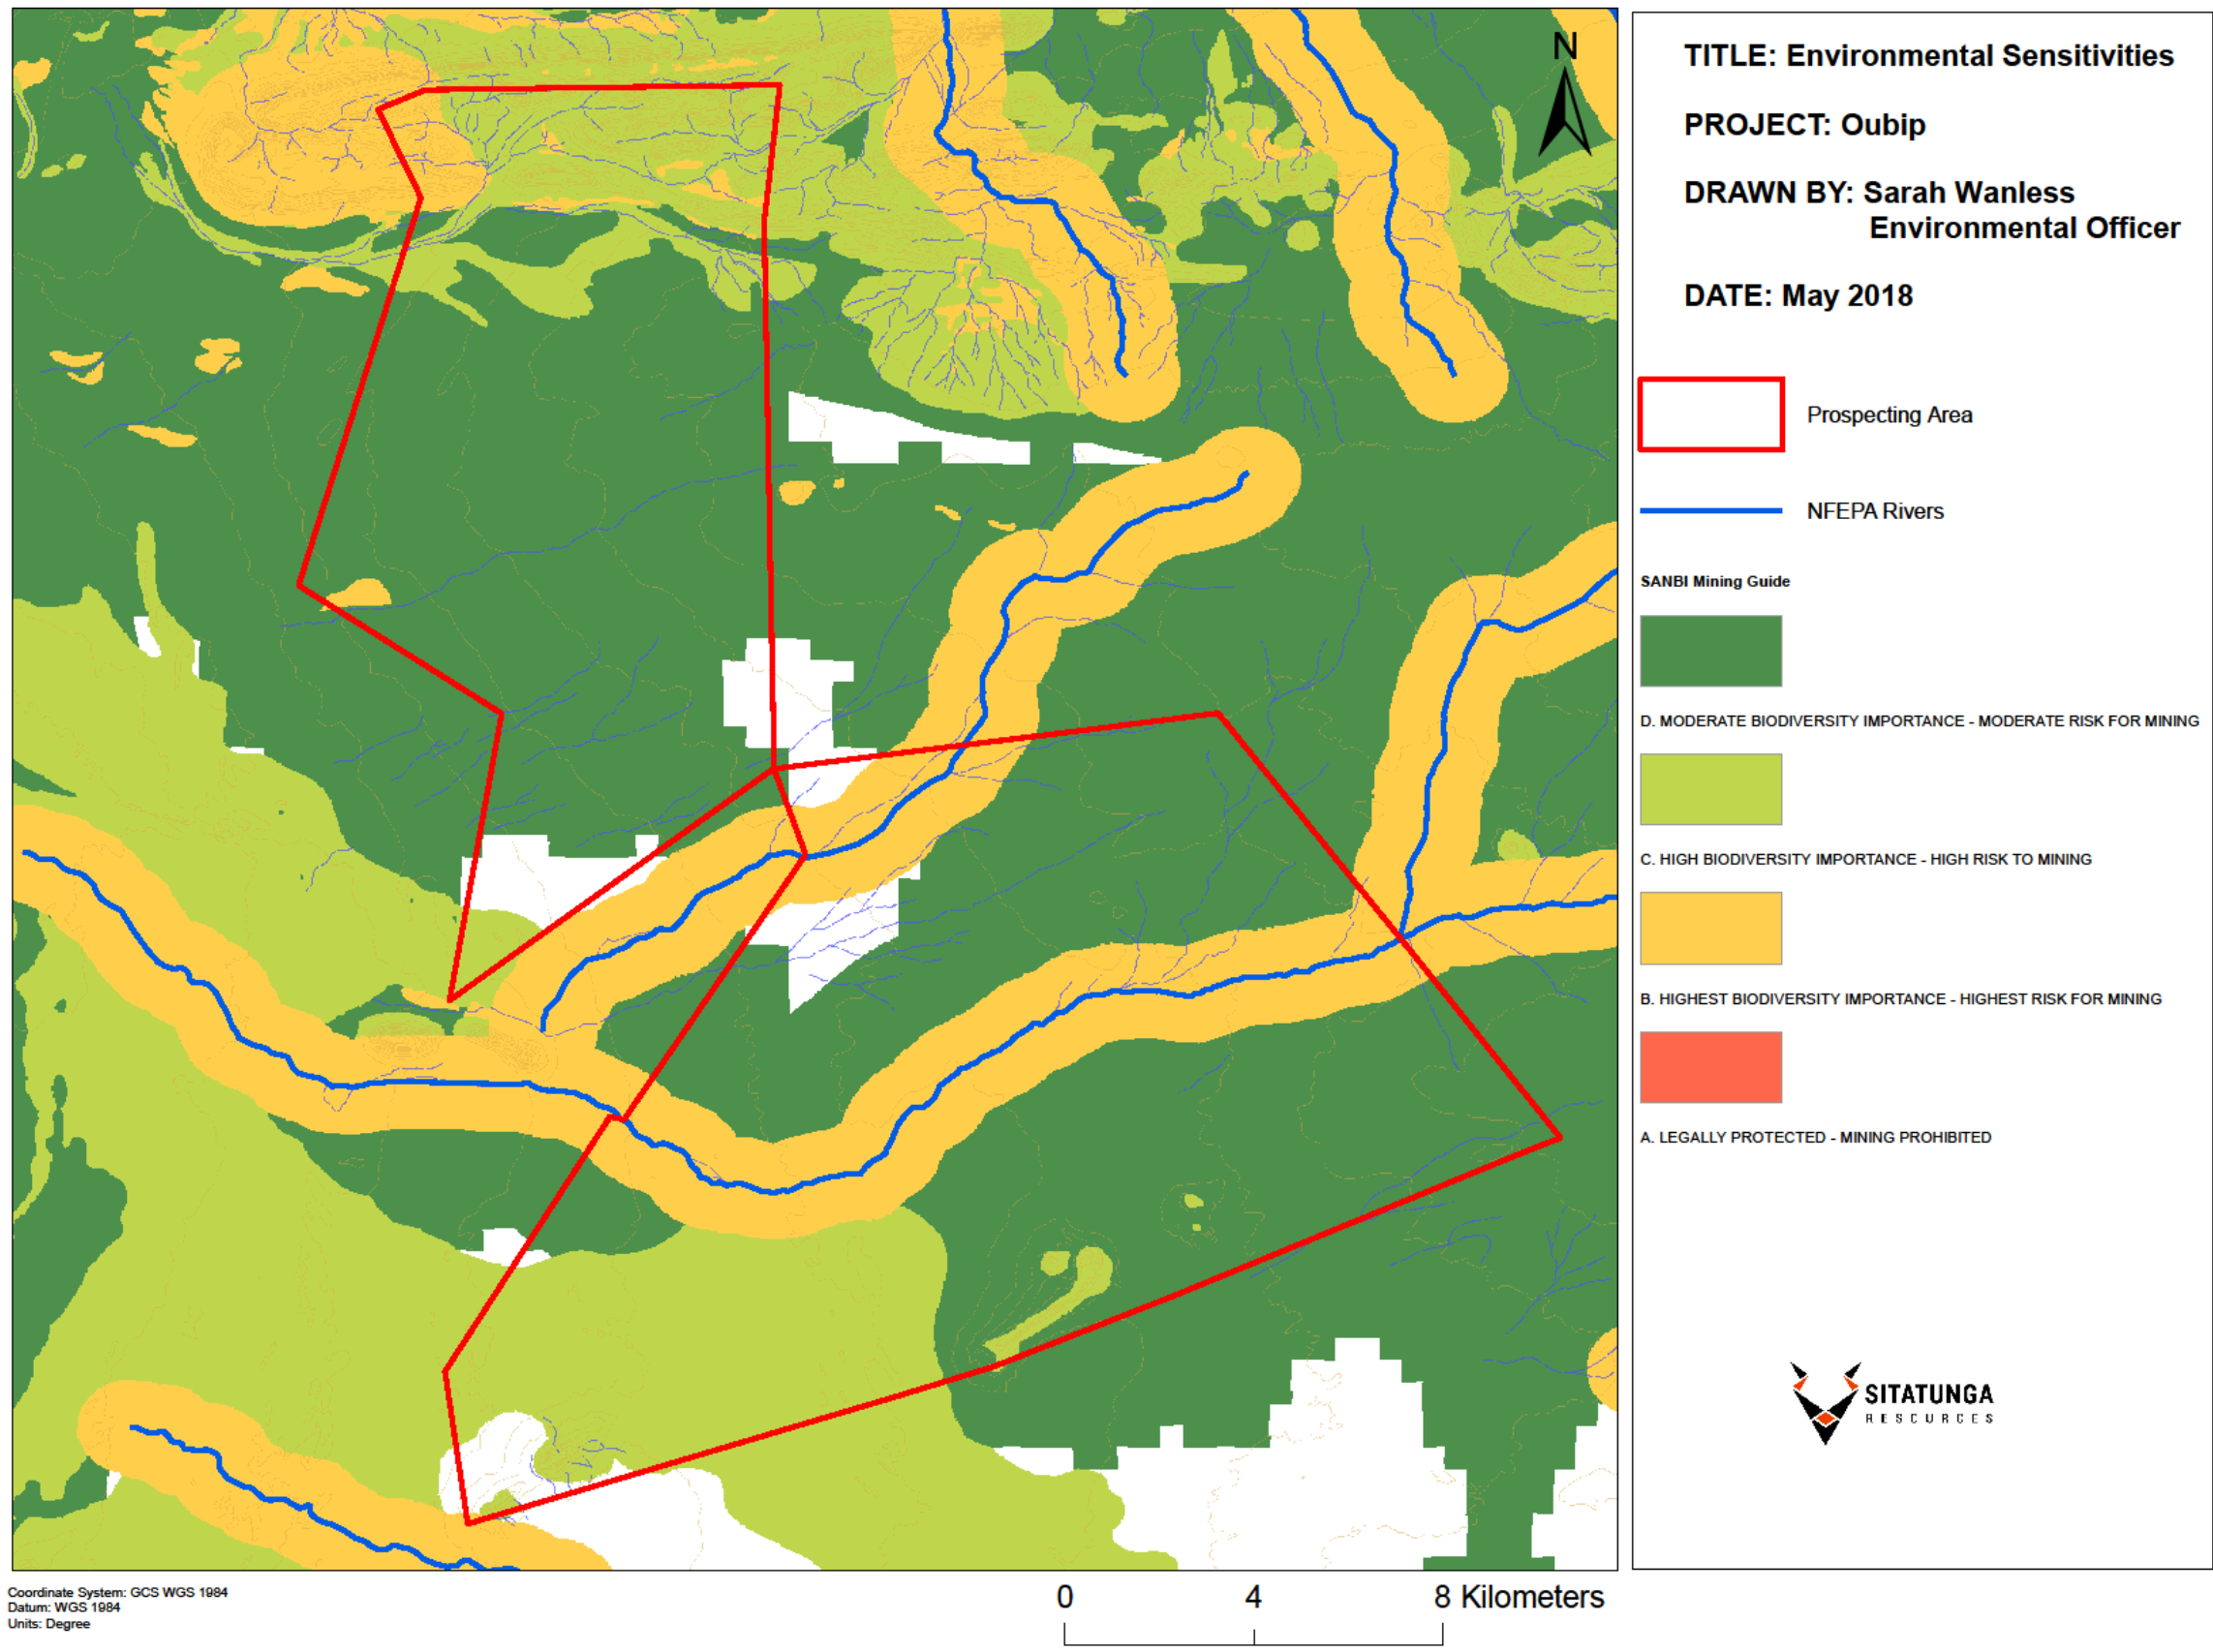 N
TITLE: Environmental Sensitivities
PROJECT: Oubip
DRAWN BY: Sarah Wanless
Environmental Officer
DATE: May 2018
Prospecting Area
NFEPA Rivers
SANBI Mining Guide
D. MODERATE BIODIVERSITY IMPORTANCE - MODERATE RISK FOR MINING
C. HIGH BIODIVERSITY IMPORTANCE - HIGH RISK TO MINING
B. HIGHEST BIODIVERSITY IMPORTANCE - HIGHEST RISK FOR MINING
A. LEGALLY PROTECTED - MINING PROHIBITED
SITATUNGA
RESOURCES
Coordinate System: GCS WGS 1984
Datum: WGS 1984
Units: Degree
0 4 8 Kilometers